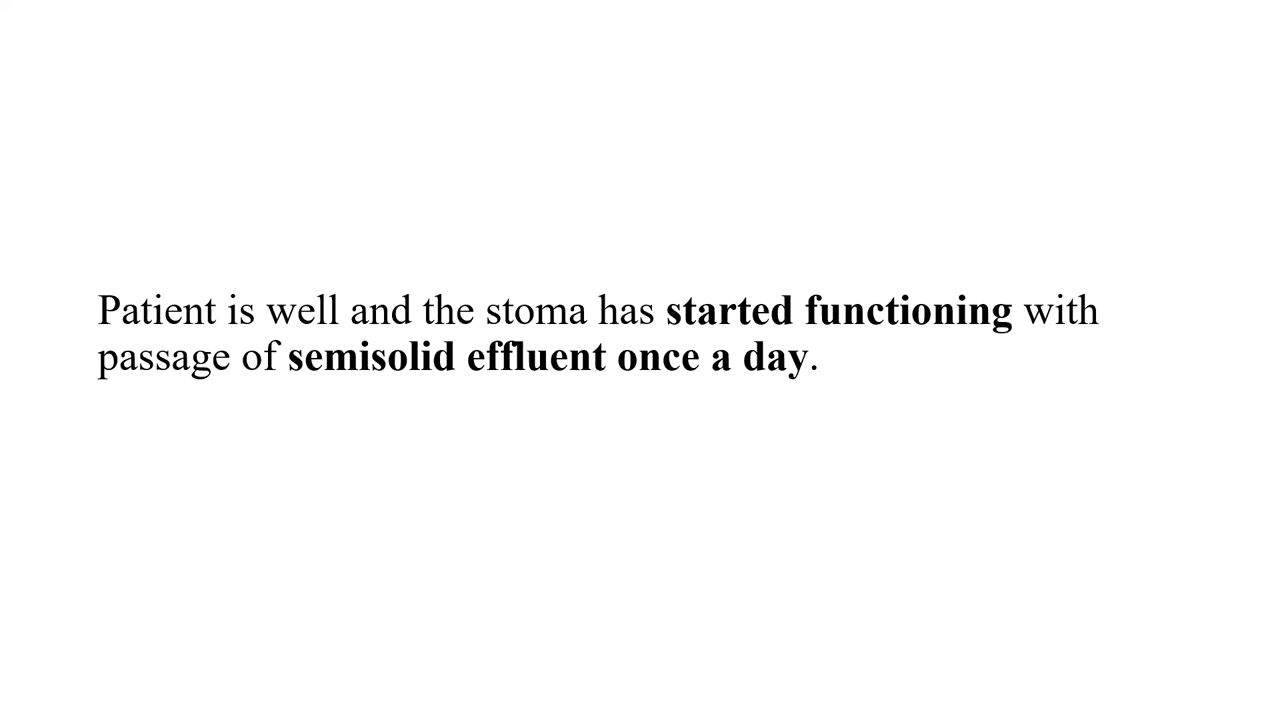 Patient is well and the stoma has started functioning with
passage of semisolid effluent once a day.